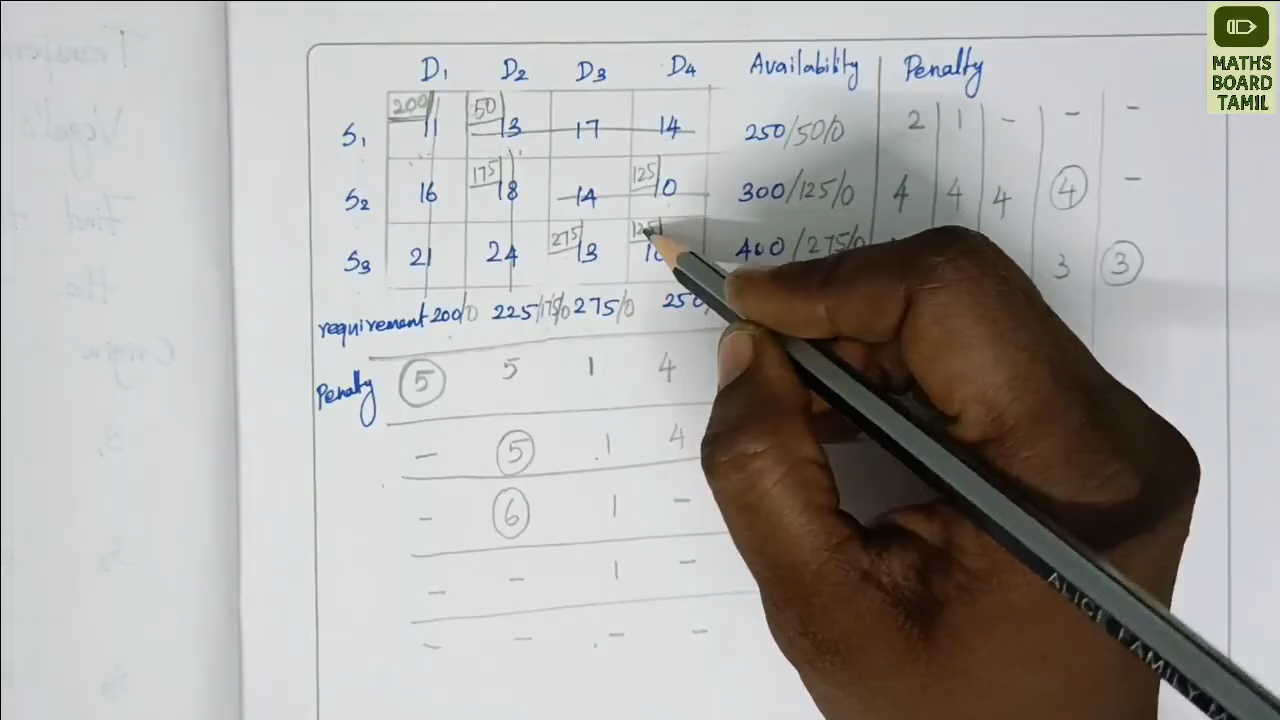 MATHS
BOARD
TAMIL
D1 D2 D3 D4 Availability Penalty
200 50
S1 11 13 17 14 250/50/0 2 1 - - -
175 125
S2 16 18 14 10 300/125/0 4 4 4 4 -
275 125
S3 21 24 13 10 400/275/0 3 3
requirement 200/0 225/175/0 275/0 250
Penalty 5 5 1 4
- 5 1 4
- 6 1 -
- - 1 -
- - - -
ALICE FAMILY